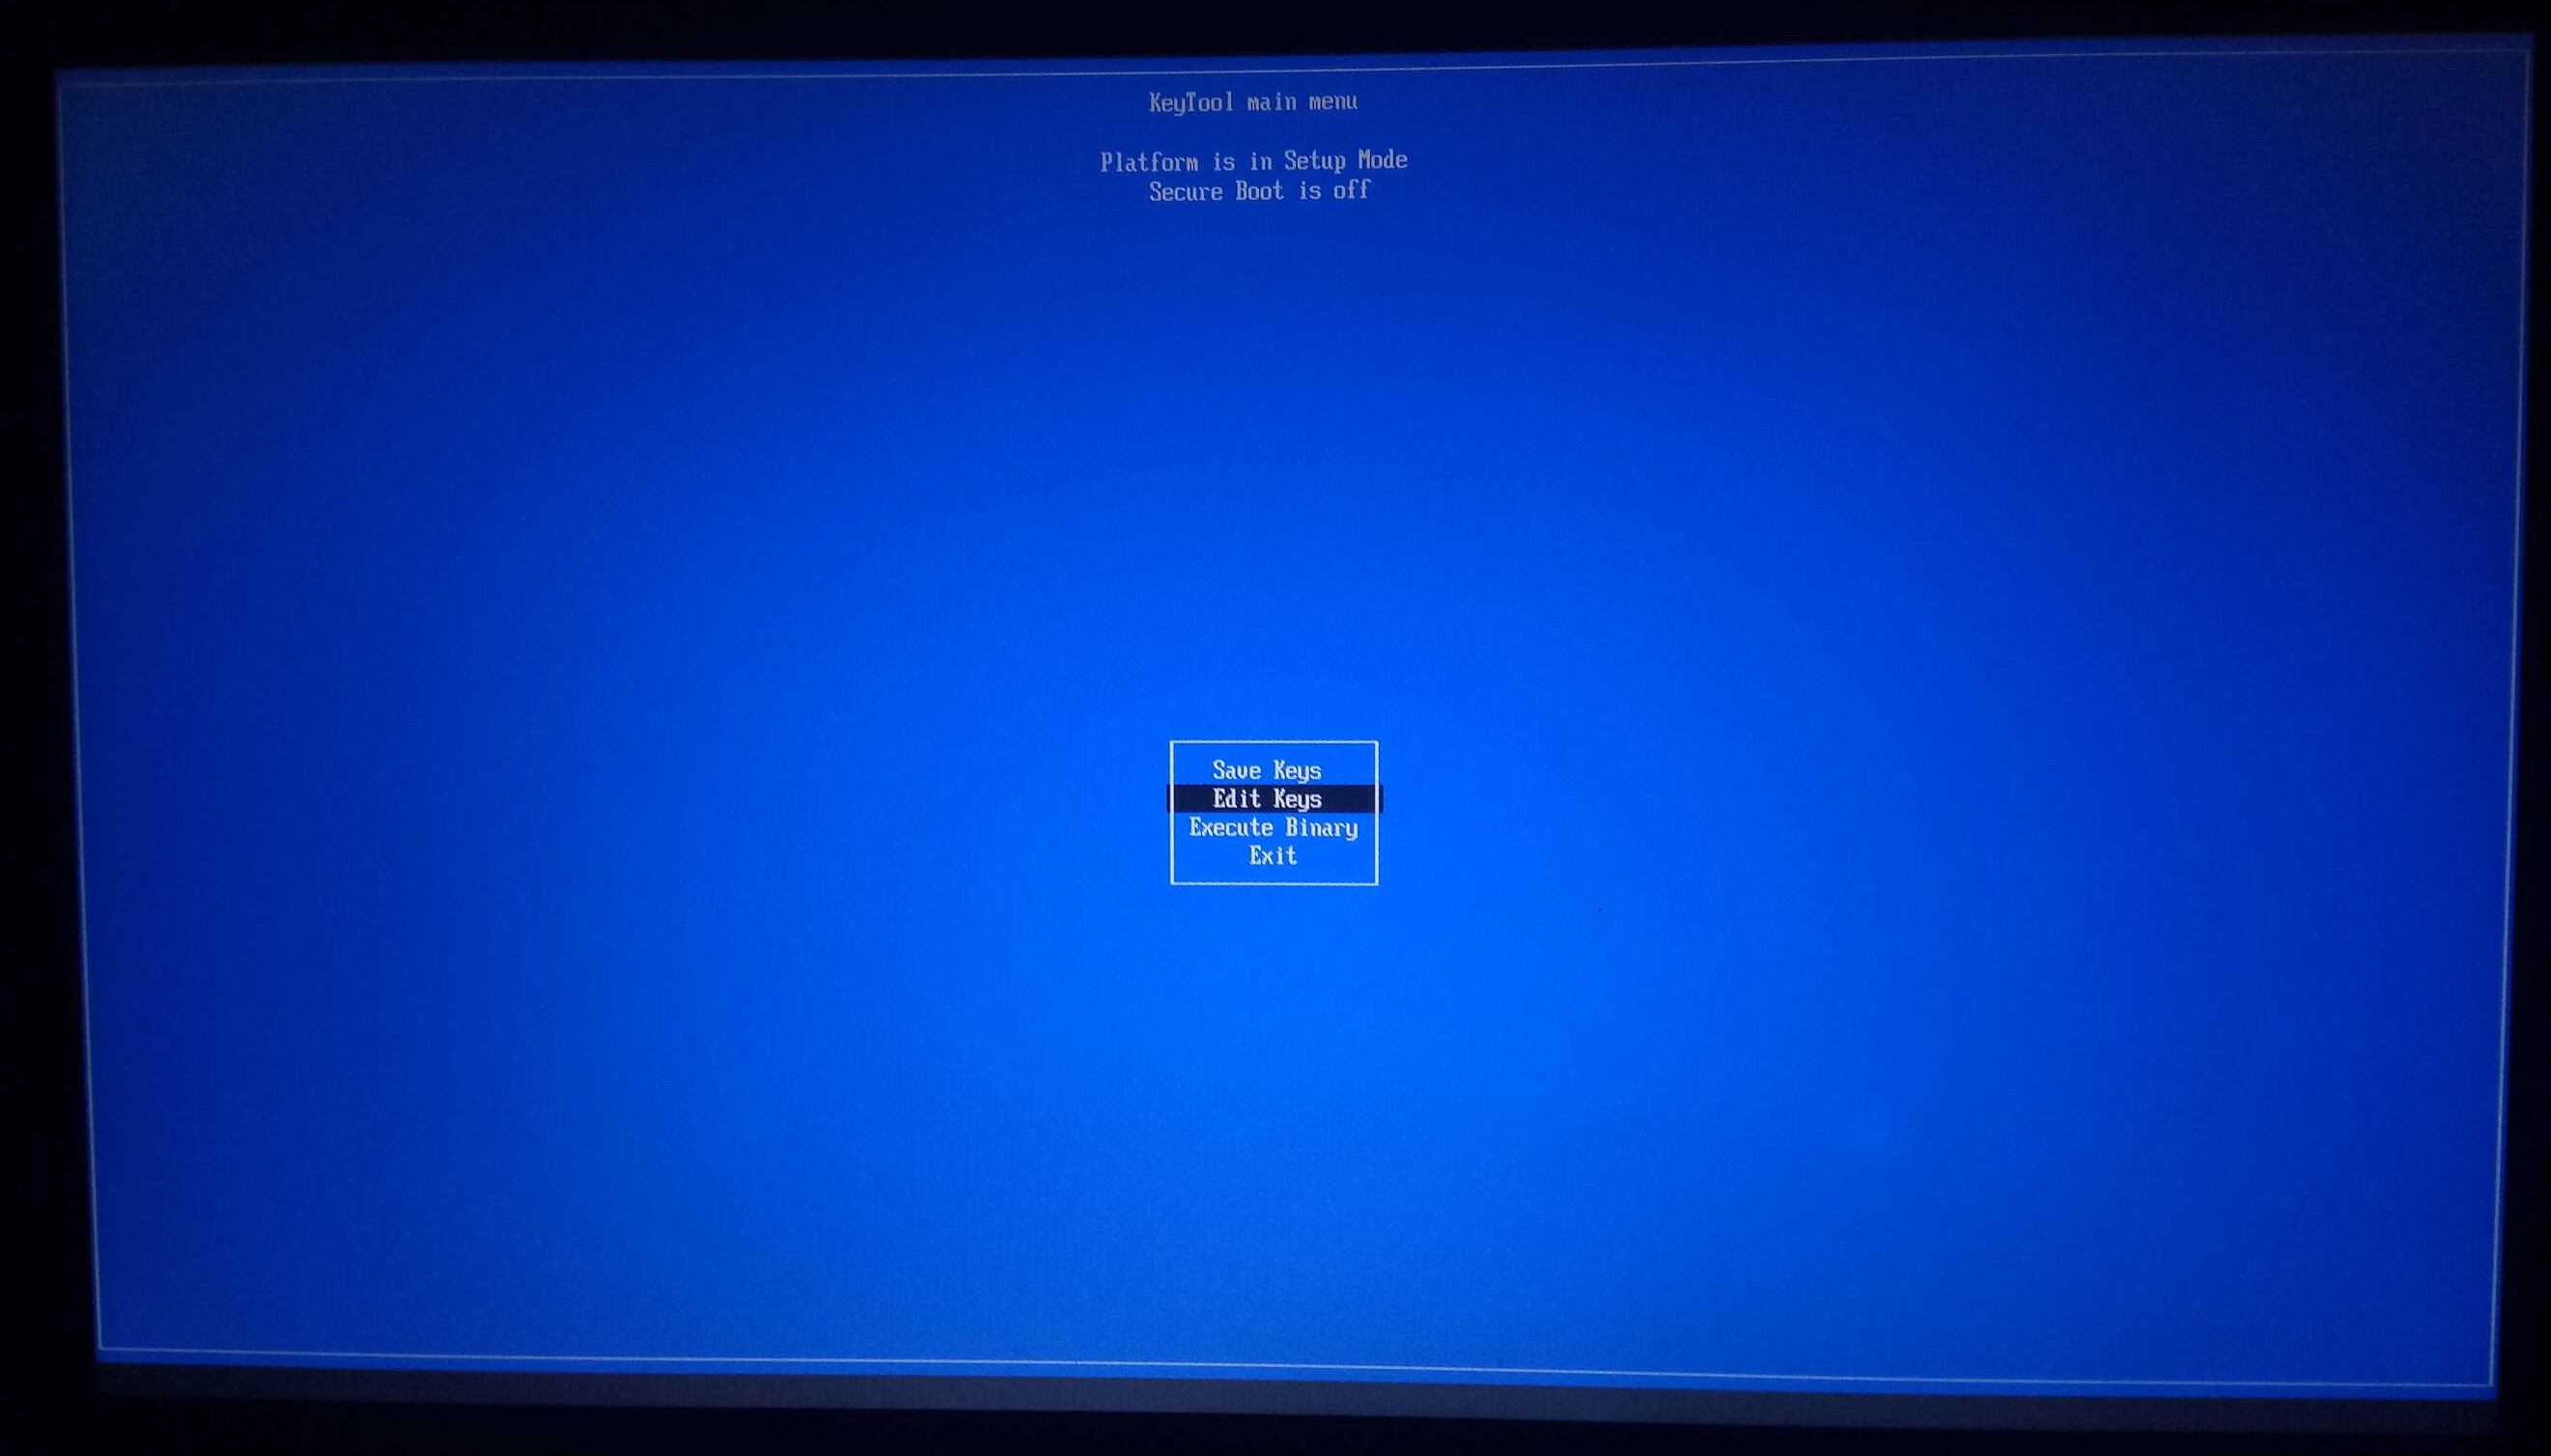 KeyTool main menu
Platform is in Setup Mode
Secure Boot is off
Save Keys
Edit Keys
Execute Binary
Exit